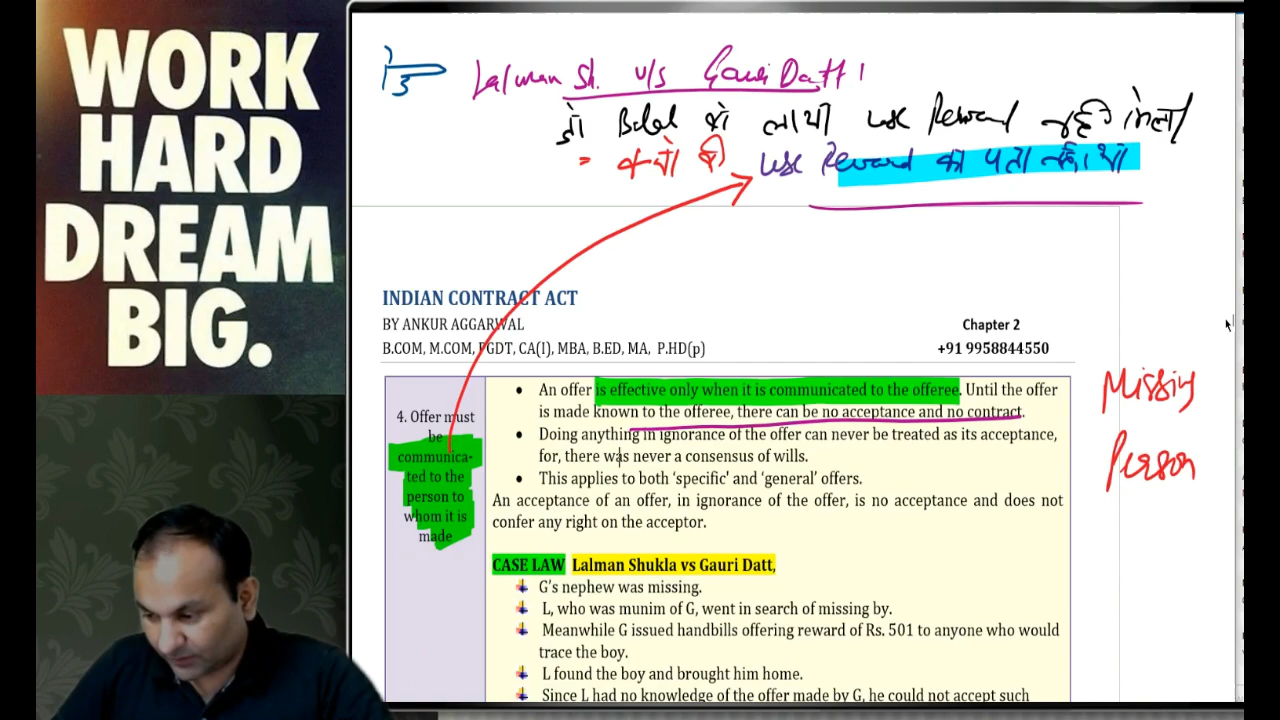 WORK
HARD
DREAM
BIG.
Lalman Sh. v/s Gauri Datt
जो को लाया use Reward नहीं मिला
= क्यों की use Reward का पता नहीं था
INDIAN CONTRACT ACT
BY ANKUR AGGARWAL
Chapter 2
B.COM, M.COM, PGDT, CA(I), MBA, B.ED, MA, P.HD(p)
+91 9958844550
4. Offer must
be
communica-
ted to the
person to
whom it is
made
• An offer is effective only when it is communicated to the offeree. Until the offer
is made known to the offeree, there can be no acceptance and no contract.
• Doing anything in ignorance of the offer can never be treated as its acceptance,
for, there was never a consensus of wills.
• This applies to both ‘specific’ and ‘general’ offers.
An acceptance of an offer, in ignorance of the offer, is no acceptance and does not
confer any right on the acceptor.
CASE LAW Lalman Shukla vs Gauri Datt,
G’s nephew was missing.
L, who was munim of G, went in search of missing by.
Meanwhile G issued handbills offering reward of Rs. 501 to anyone who would
trace the boy.
L found the boy and brought him home.
Since L had no knowledge of the offer made by G, he could not accept such
Missing
Person